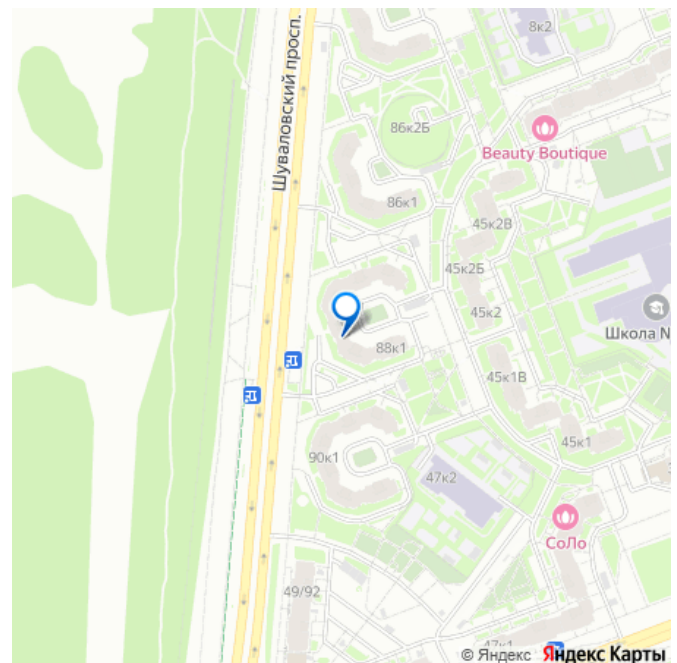 8к2
Шуваловский просп.
86к2Б
Beauty Boutique
86к1
45к2В
45к2Б
45к2
Школа N
88к1
45к1В
45к1
90к1
47к2
СоЛо
49/92
47к1
© Яндекс Яндекс Карты